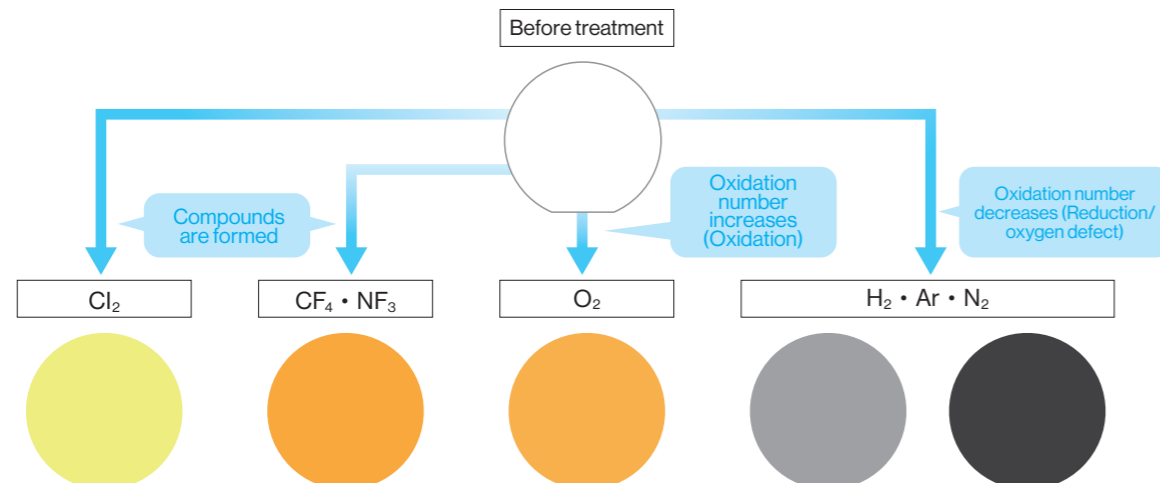 Before treatment
Compounds
are formed
Oxidation
number
increases
(Oxidation)
Oxidation number
decreases (Reduction/
oxygen defect)
Cl₂
CF₄・NF₃
O₂
H₂・Ar・N₂